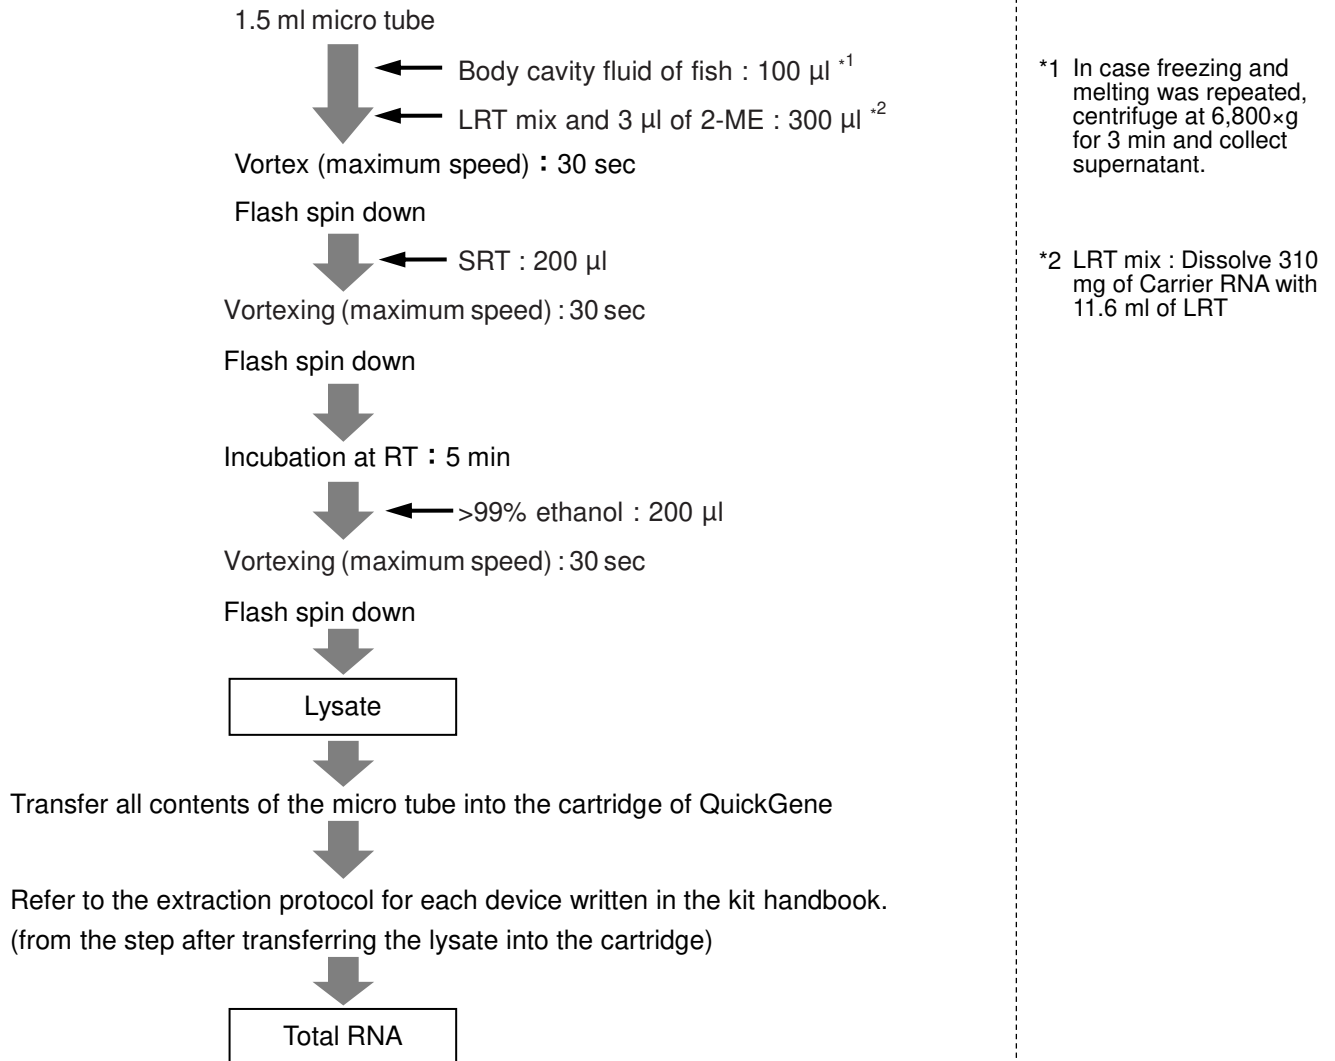 1.5 ml micro tube
Body cavity fluid of fish : 100 µl *1
LRT mix and 3 µl of 2-ME : 300 µl *2
Vortex (maximum speed) : 30 sec
Flash spin down
SRT : 200 µl
Vortexing (maximum speed) : 30 sec
Flash spin down
Incubation at RT : 5 min
>99% ethanol : 200 µl
Vortexing (maximum speed) : 30 sec
Flash spin down
Lysate
Transfer all contents of the micro tube into the cartridge of QuickGene
Refer to the extraction protocol for each device written in the kit handbook.
(from the step after transferring the lysate into the cartridge)
Total RNA
*1 In case freezing and
melting was repeated,
centrifuge at 6,800×g
for 3 min and collect
supernatant.
*2 LRT mix : Dissolve 310
mg of Carrier RNA with
11.6 ml of LRT